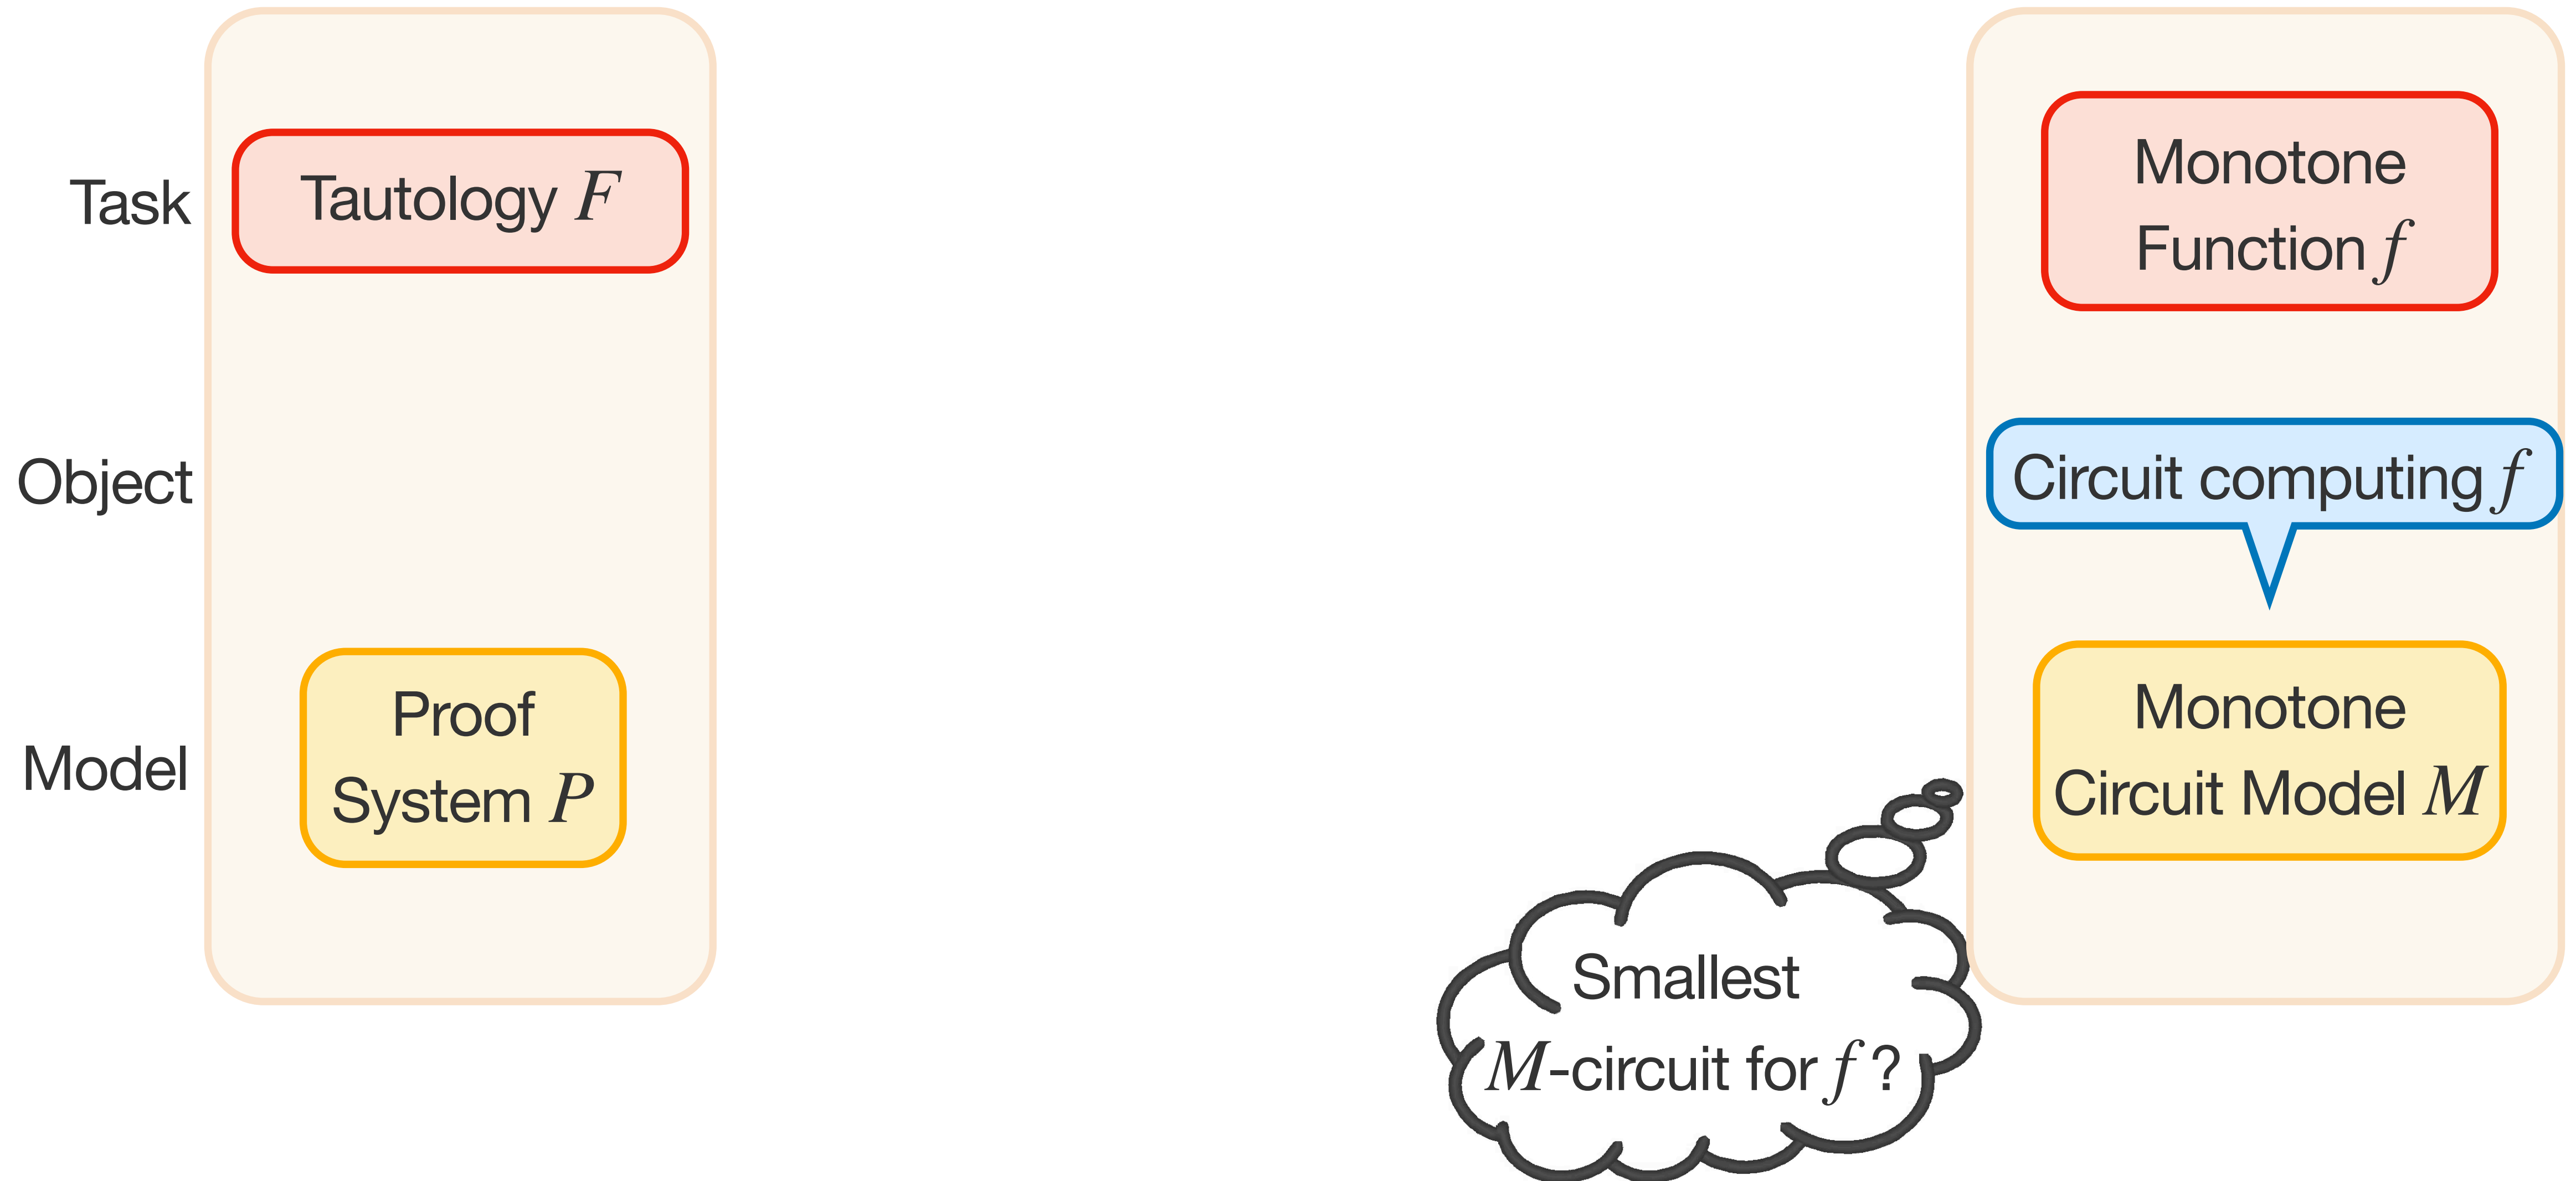 Task
Tautology F
Monotone
Function f
Object
Circuit computing f
Model
Proof
System P
Monotone
Circuit Model M
Smallest
M-circuit for f ?